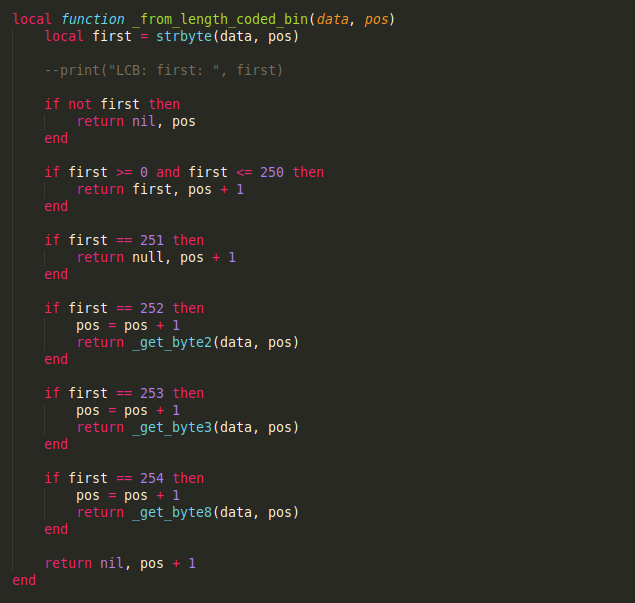 local function _from_length_coded_bin(data, pos)
    local first = strbyte(data, pos)

    --print("LCB: first: ", first)

    if not first then
        return nil, pos
    end

    if first >= 0 and first <= 250 then
        return first, pos + 1
    end

    if first == 251 then
        return null, pos + 1
    end

    if first == 252 then
        pos = pos + 1
        return _get_byte2(data, pos)
    end

    if first == 253 then
        pos = pos + 1
        return _get_byte3(data, pos)
    end

    if first == 254 then
        pos = pos + 1
        return _get_byte8(data, pos)
    end

    return nil, pos + 1
end